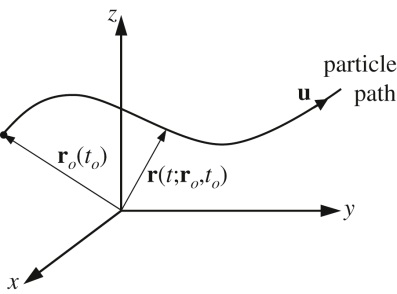 z
particle
u path
r_o(t_o)
r(t;r_o,t_o)
y
x